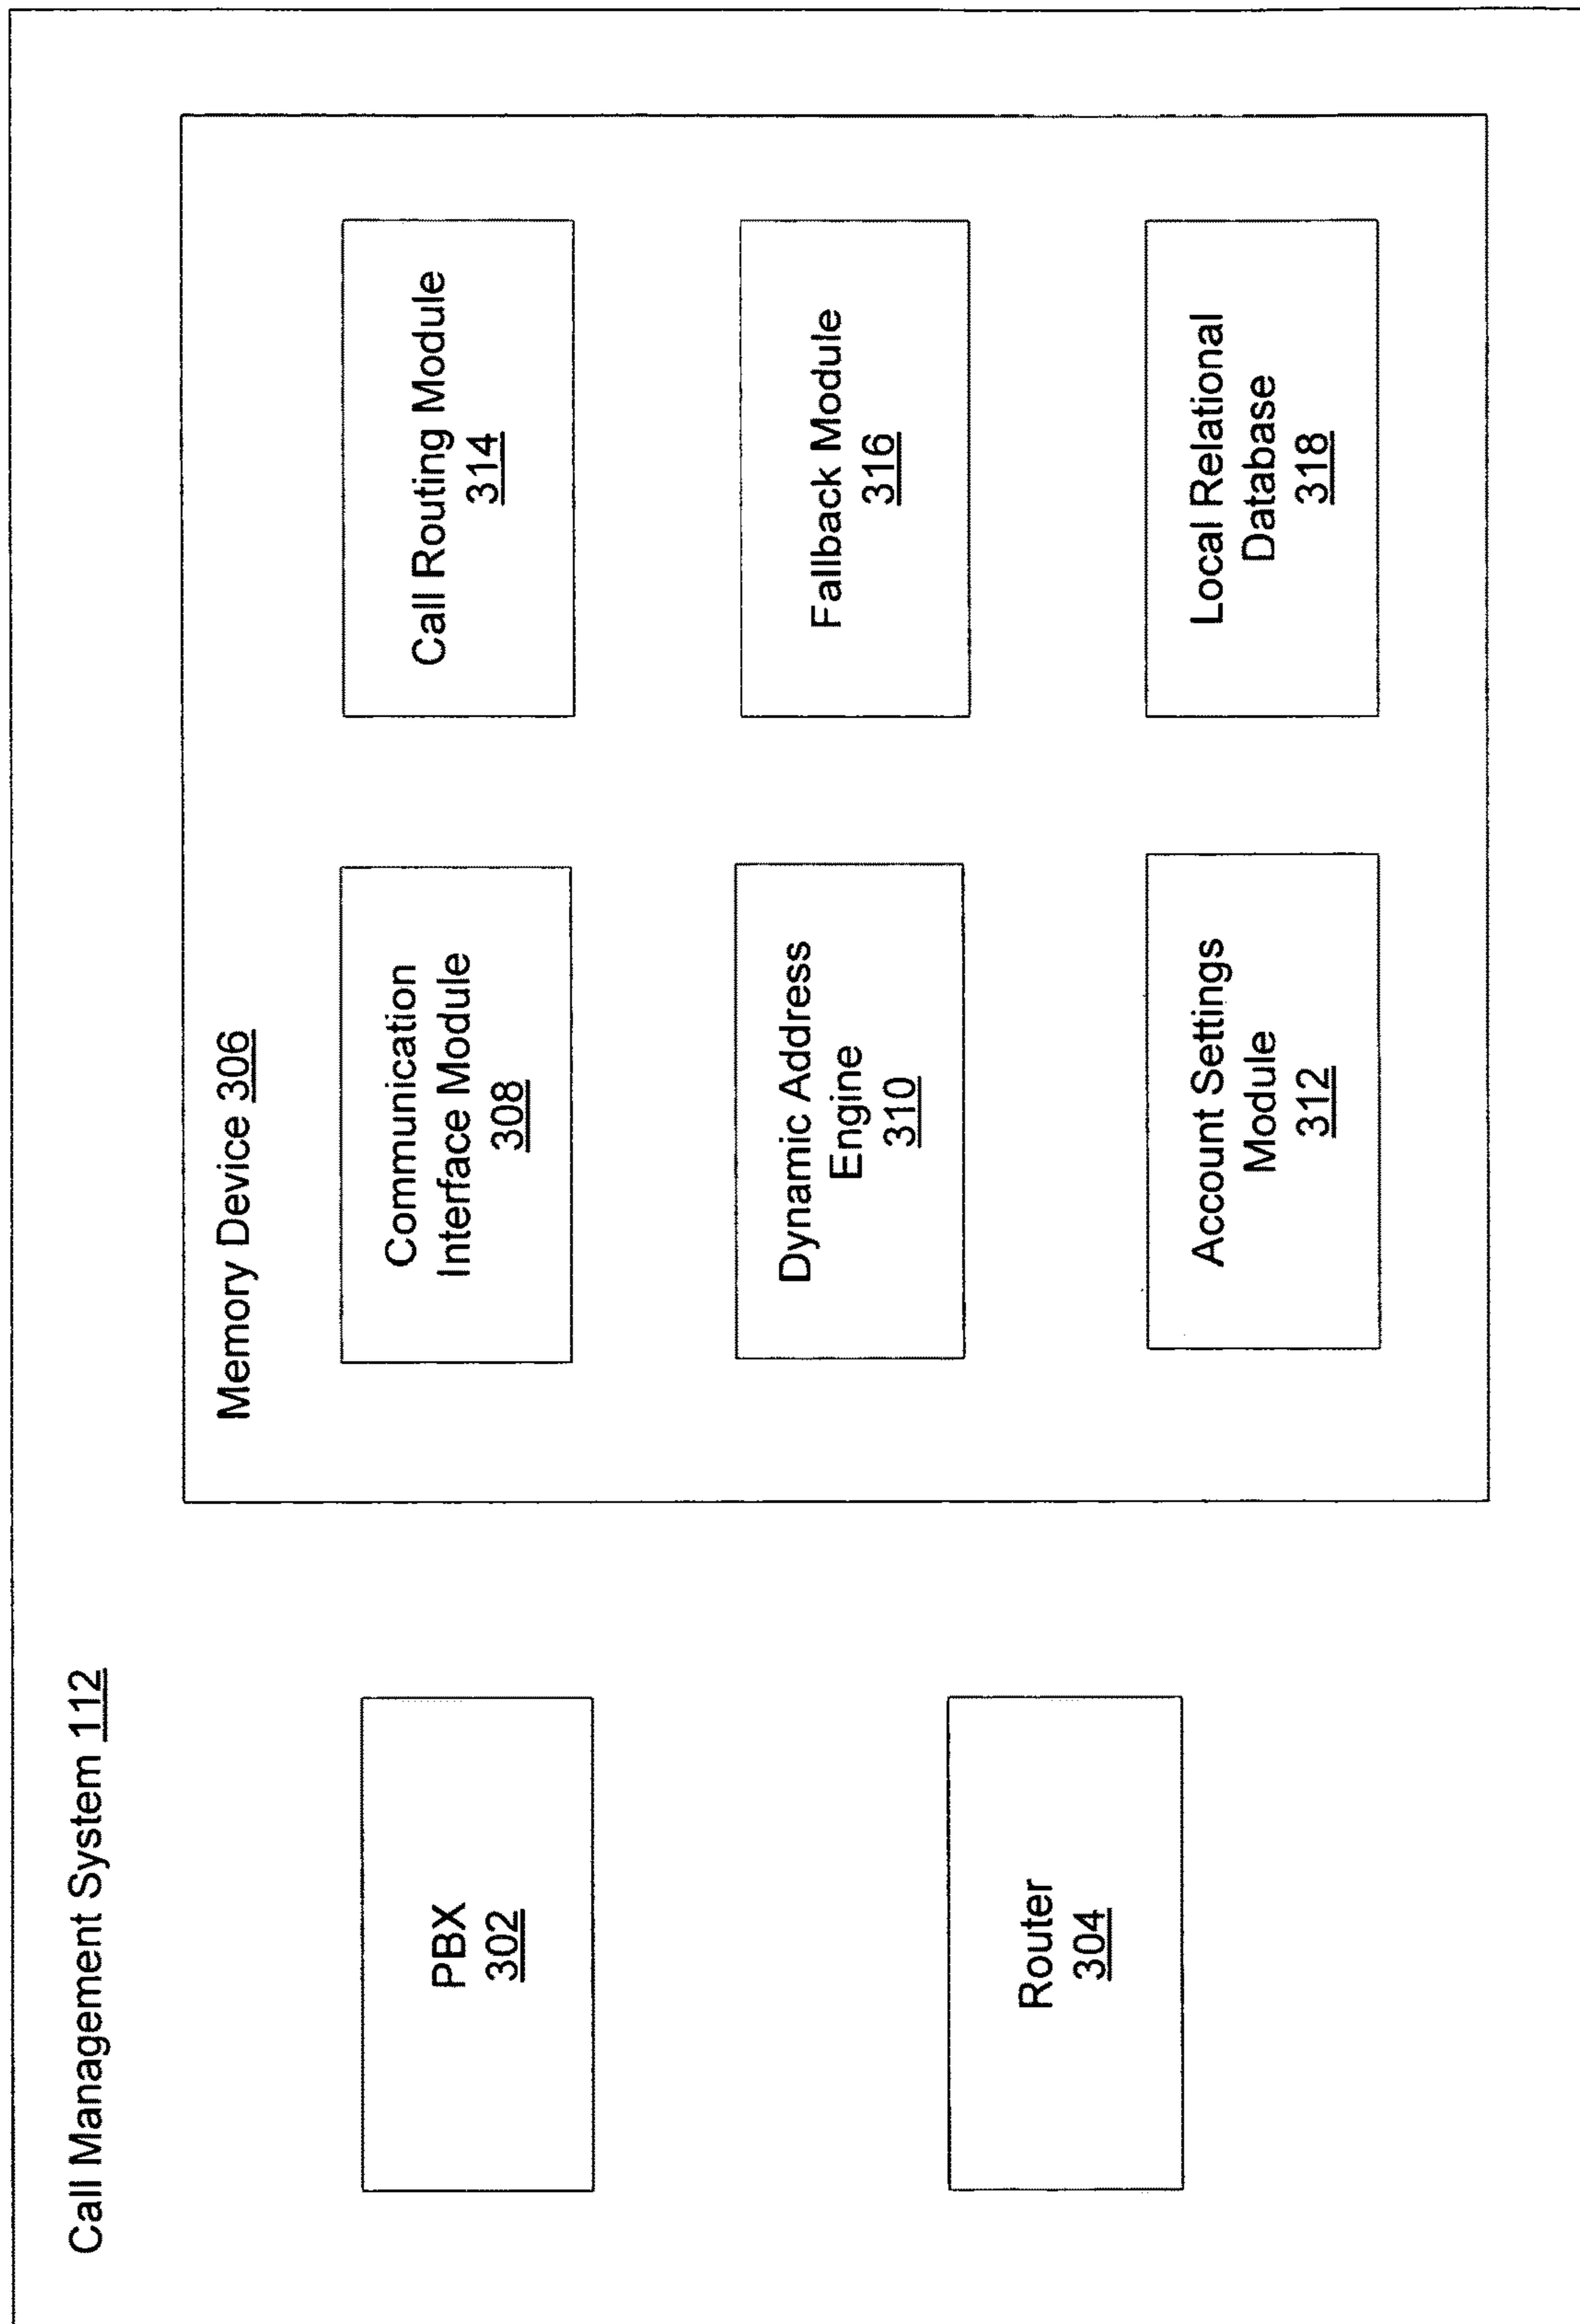 Call Management System 112
PBX
302
Router
304
Memory Device 306
Communication
Interface Module
308
Dynamic Address
Engine
310
Account Settings
Module
312
Call Routing Module
314
Fallback Module
316
Local Relational
Database
318